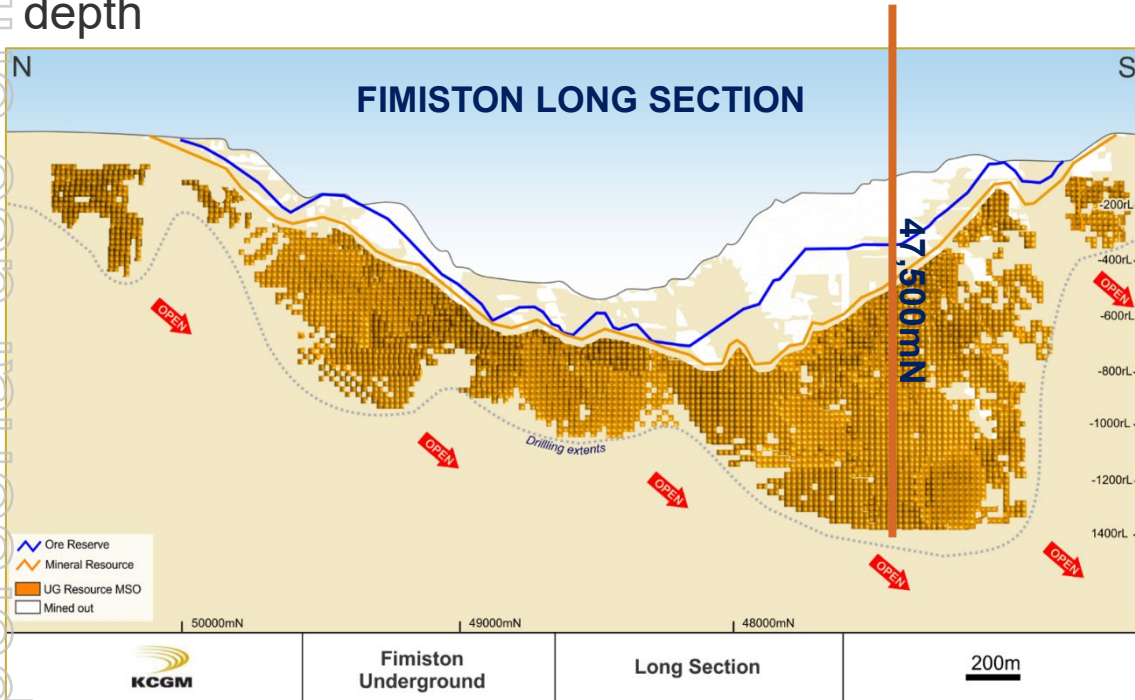 depth
N
S
FIMISTON LONG SECTION
47,500mN
-200rL
-400rL
-600rL
-800rL
-1000rL
-1200rL
1400rL
OPEN
OPEN
Drilling extents
OPEN
OPEN
OPEN
OPEN
Ore Reserve
Mineral Resource
UG Resource MSO
Mined out
50000mN
49000mN
48000mN
KCGM
Fimiston
Underground
Long Section
200m